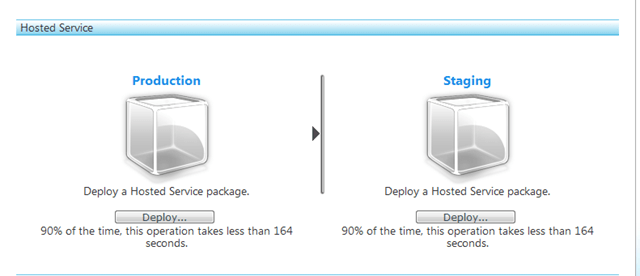 Hosted Service
Production
Deploy a Hosted Service package.
Deploy...
90% of the time, this operation takes less than 164
seconds.
Staging
Deploy a Hosted Service package.
Deploy...
90% of the time, this operation takes less than 164
seconds.